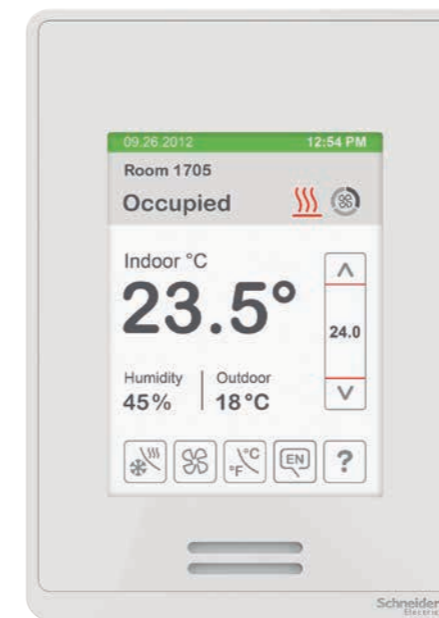 09.26.2012 12:54 PM
Room 1705
Occupied
Indoor °C
23.5°
24.0
Humidity Outdoor
45% 18°C
°C
°F
EN
?
Schneider
Electric